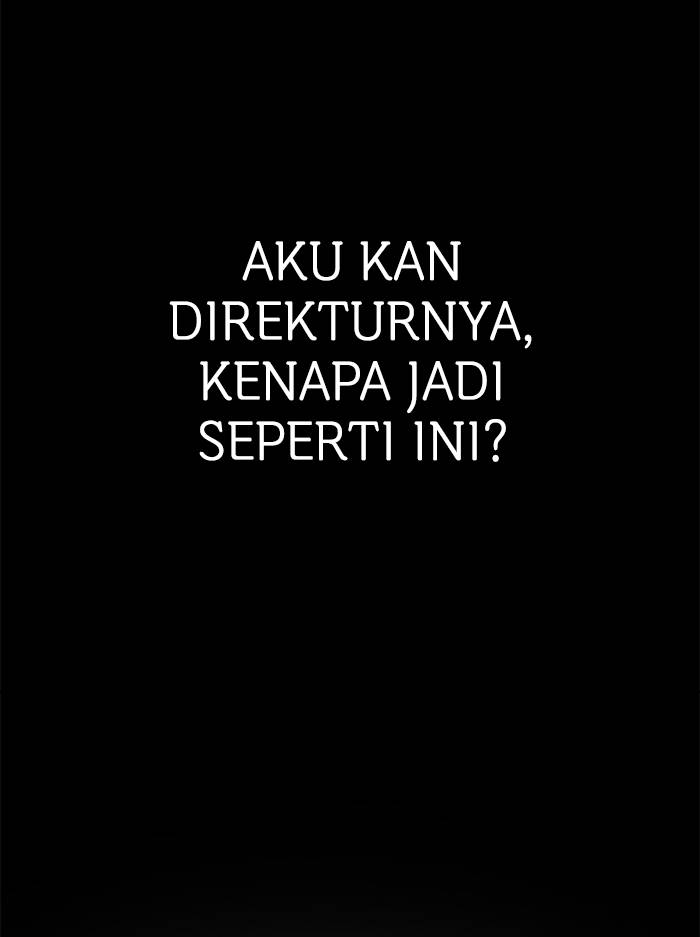 AKU KAN
DIREKTURNYA,
KENAPA JADI
SEPERTI INI?